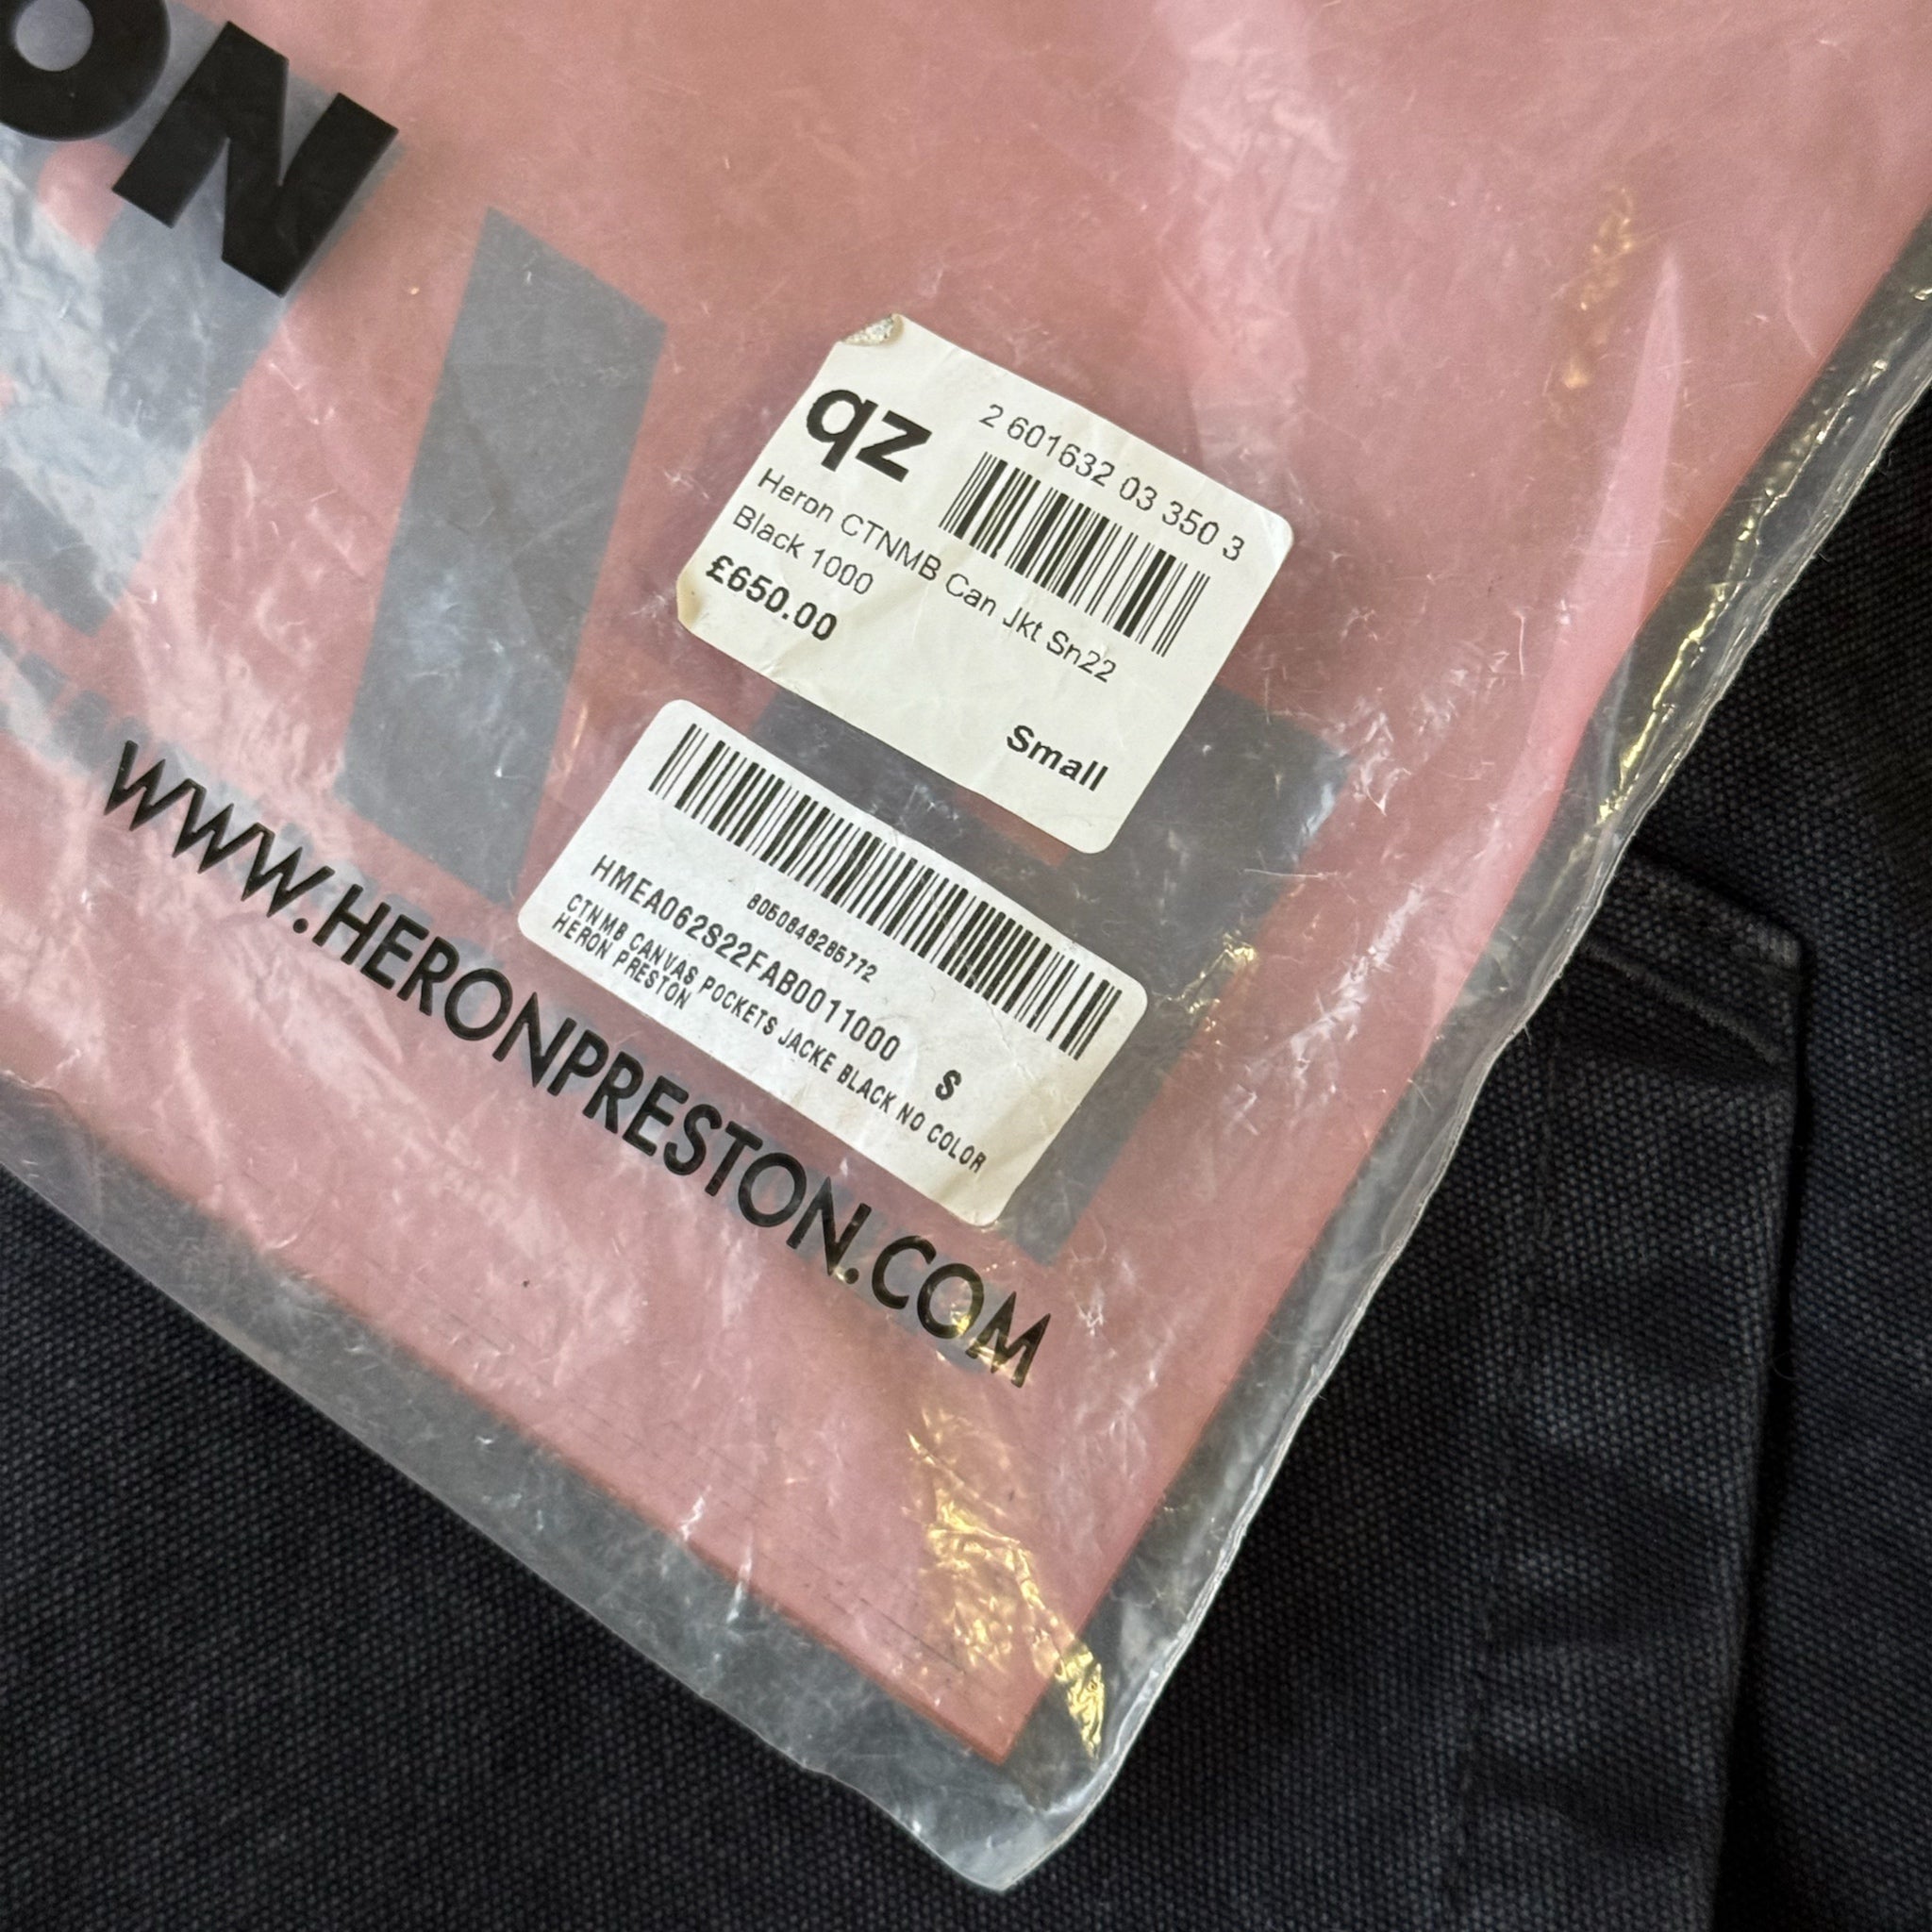 ON
qz
2 601632 03 350 3
Heron CTNMB Can Jkt Sn22
Black 1000
£650.00
Small
8050848285772
HMEA062S22FAB0011000 S
CTNMB CANVAS POCKETS JACKE BLACK NO COLOR
HERON PRESTON
WWW.HERONPRESTON.COM